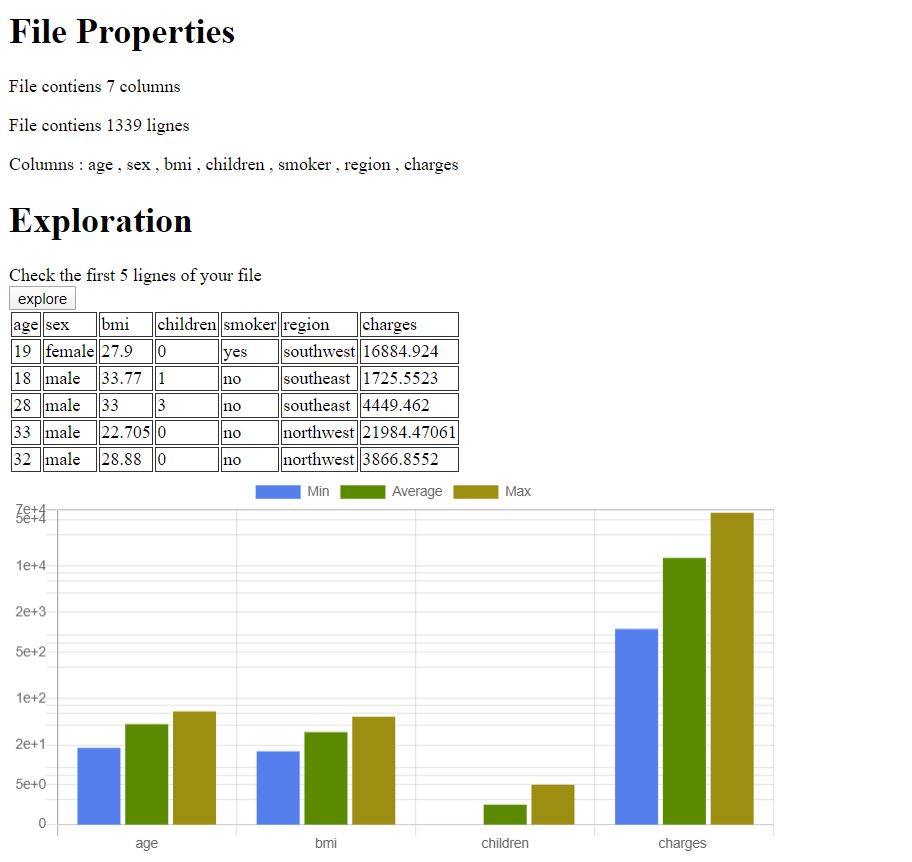 File Properties
File contiens 7 columns
File contiens 1339 lignes
Columns : age , sex , bmi , children , smoker , region , charges
Exploration
Check the first 5 lignes of your file
explore
age sex bmi children smoker region charges
19 female 27.9 0 yes southwest 16884.924
18 male 33.77 1 no southeast 1725.5523
28 male 33 3 no southeast 4449.462
33 male 22.705 0 no northwest 21984.47061
32 male 28.88 0 no northwest 3866.8552
Min Average Max
7e+4
5e+4
1e+4
2e+3
5e+2
1e+2
2e+1
5e+0
0
age bmi children charges